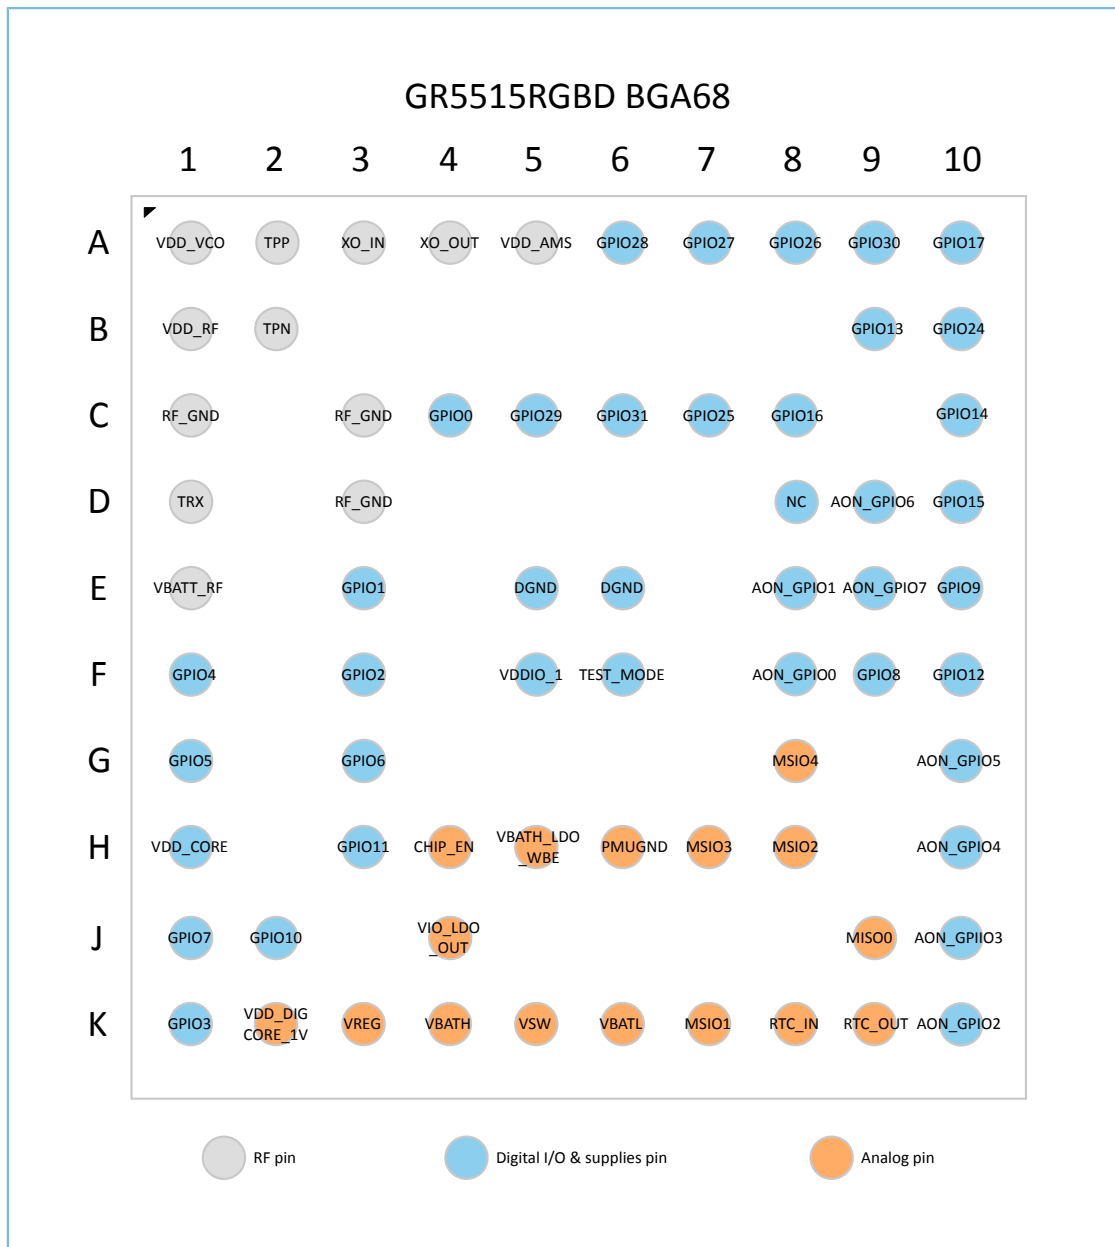 GR5515RGBD BGA68
1 2 3 4 5 6 7 8 9 10
A VDD_VCO TPP XO_IN XO_OUT VDD_AMS GPIO28 GPIO27 GPIO26 GPIO30 GPIO17
B VDD_RF TPN GPIO13 GPIO24
C RF_GND RF_GND GPIO0 GPIO29 GPIO31 GPIO25 GPIO16 GPIO14
D TRX RF_GND NC AON_GPIO6 GPIO15
E VBATT_RF GPIO1 DGND DGND AON_GPIO1 AON_GPIO7 GPIO9
F GPIO4 GPIO2 VDDIO_1 TEST_MODE AON_GPIO0 GPIO8 GPIO12
G GPIO5 GPIO6 MSIO4 AON_GPIO5
H VDD_CORE GPIO11 CHIP_EN VBATH_LDO
_WBE PMUGND MSIO3 MSIO2 AON_GPIO4
J GPIO7 GPIO10 VIO_LDO
_OUT MISO0 AON_GPIIO3
K GPIO3 VDD_DIG
CORE_1V VREG VBATH VSW VBATL MSIO1 RTC_IN RTC_OUT AON_GPIO2
RF pin Digital I/O & supplies pin Analog pin